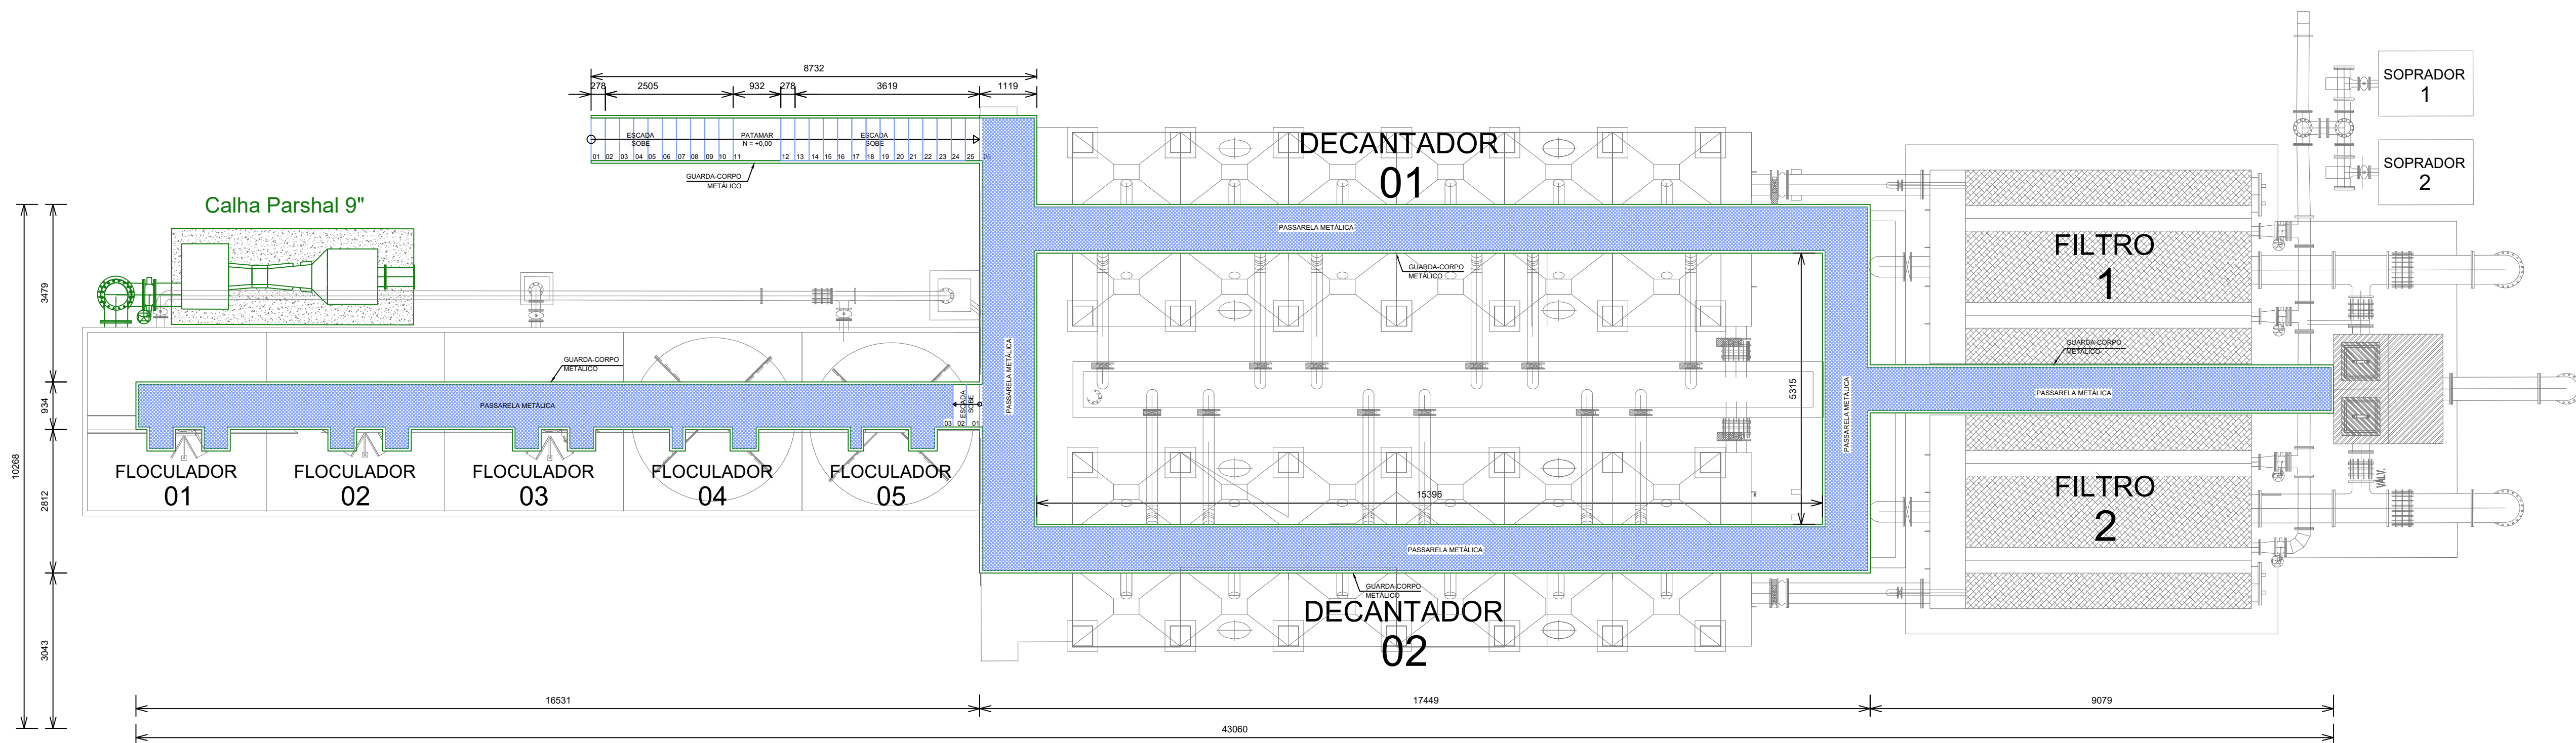 8732
278
2505
932
278
3619
1119
SOPRADOR
1
SOPRADOR
2
ESCADA
SOBE
PATAMAR
N = +0,00
ESCADA
SOBE
01 02 03 04 05 06 07 08 09 10 11 12 13 14 15 16 17 18 19 20 21 22 23 24 25 26
GUARDA-CORPO
METÁLICO
DECANTADOR
01
Calha Parshal 9"
PASSARELA METÁLICA
GUARDA-CORPO
METÁLICO
FILTRO
1
3479
934
2812
3043
10268
GUARDA-CORPO
METÁLICO
PASSARELA METÁLICA
ESCADA
SOBE
03 02 01
PASSARELA METÁLICA
5315
PASSARELA METÁLICA
GUARDA-CORPO
METÁLICO
PASSARELA METÁLICA
FLOCULADOR
01
FLOCULADOR
02
FLOCULADOR
03
FLOCULADOR
04
FLOCULADOR
05
15396
FILTRO
2
VÁLV.
PASSARELA METÁLICA
GUARDA-CORPO
METÁLICO
DECANTADOR
02
16531
17449
9079
43060